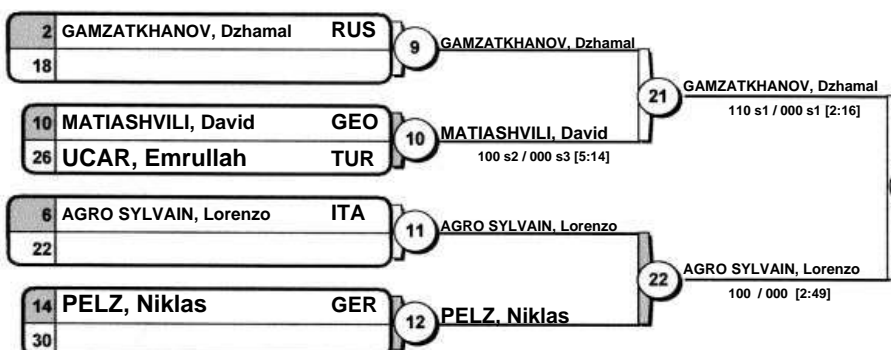 2 GAMZATKHANOV, Dzhamal RUS
18
9
GAMZATKHANOV, Dzhamal
10 MATIASHVILI, David GEO
26 UCAR, Emrullah TUR
10
MATIASHVILI, David
100 s2 / 000 s3 [5:14]
21
GAMZATKHANOV, Dzhamal
110 s1 / 000 s1 [2:16]
6 AGRO SYLVAIN, Lorenzo ITA
22
11
AGRO SYLVAIN, Lorenzo
14 PELZ, Niklas GER
30
12
PELZ, Niklas
22
AGRO SYLVAIN, Lorenzo
100 / 000 [2:49]